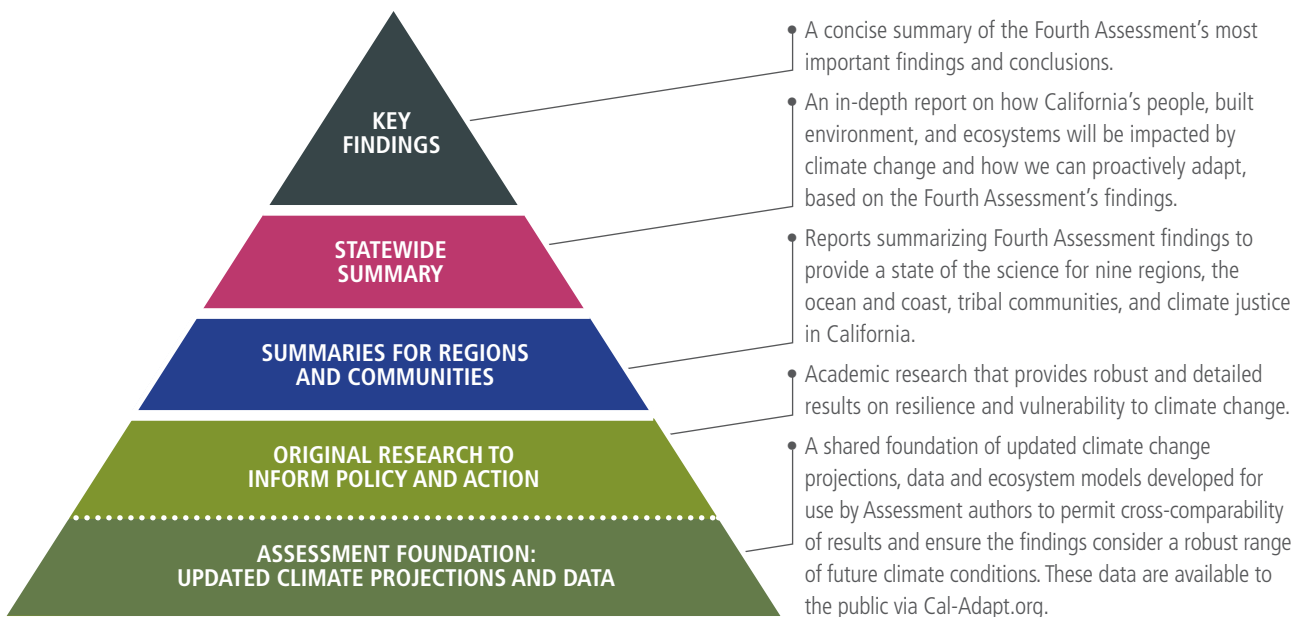 KEY
FINDINGS
A concise summary of the Fourth Assessment’s most
important findings and conclusions.
STATEWIDE
SUMMARY
An in-depth report on how California’s people, built
environment, and ecosystems will be impacted by
climate change and how we can proactively adapt,
based on the Fourth Assessment’s findings.
SUMMARIES FOR REGIONS
AND COMMUNITIES
Reports summarizing Fourth Assessment findings to
provide a state of the science for nine regions, the
ocean and coast, tribal communities, and climate justice
in California.
ORIGINAL RESEARCH TO
INFORM POLICY AND ACTION
Academic research that provides robust and detailed
results on resilience and vulnerability to climate change.
ASSESSMENT FOUNDATION:
UPDATED CLIMATE PROJECTIONS AND DATA
A shared foundation of updated climate change
projections, data and ecosystem models developed for
use by Assessment authors to permit cross-comparability
of results and ensure the findings consider a robust range
of future climate conditions. These data are available to
the public via Cal-Adapt.org.